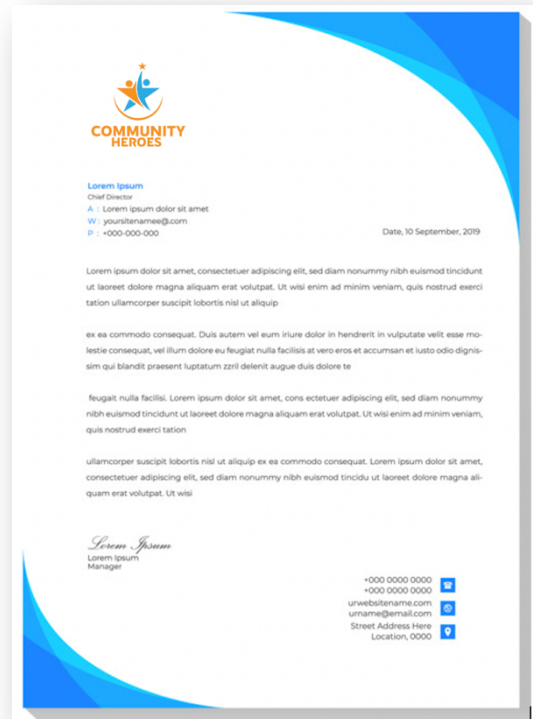 COMMUNITY
HEROES
Lorem Ipsum
Chief Director
A : Lorem ipsum dolor sit amet
W : yoursitenamee@.com
P : +000-000-000
Date, 10 September, 2019
Lorem ipsum dolor sit amet, consectetuer adipiscing elit, sed diam nonummy nibh euismod tincidunt
ut laoreet dolore magna aliquam erat volutpat. Ut wisi enim ad minim veniam, quis nostrud exerci
tation ullamcorper suscipit lobortis nisl ut aliquip
ex ea commodo consequat. Duis autem vel eum iriure dolor in hendrerit in vulputate velit esse mo-
lestie consequat, vel illum dolore eu feugiat nulla facilisis at vero eros et accumsan et iusto odio dignis-
sim qui blandit praesent luptatum zzril delenit augue duis dolore te
feugait nulla facilisi. Lorem ipsum dolor sit amet, cons ectetuer adipiscing elit, sed diam nonummy
nibh euismod tincidunt ut laoreet dolore magna aliquam erat volutpat. Ut wisi enim ad minim veniam,
quis nostrud exerci tation
ullamcorper suscipit lobortis nisl ut aliquip ex ea commodo consequat. Lorem ipsum dolor sit amet,
consectetuer adipiscing elit, sed diam nonummy nibh euismod tincidu ut laoreet dolore magna ali-
quam erat volutpat. Ut wisi
Lorem Ipsum
Lorem Ipsum
Manager
+000 0000 0000
+000 0000 0000
urwebsitename.com
urname@email.com
Street Address Here
Location, 0000